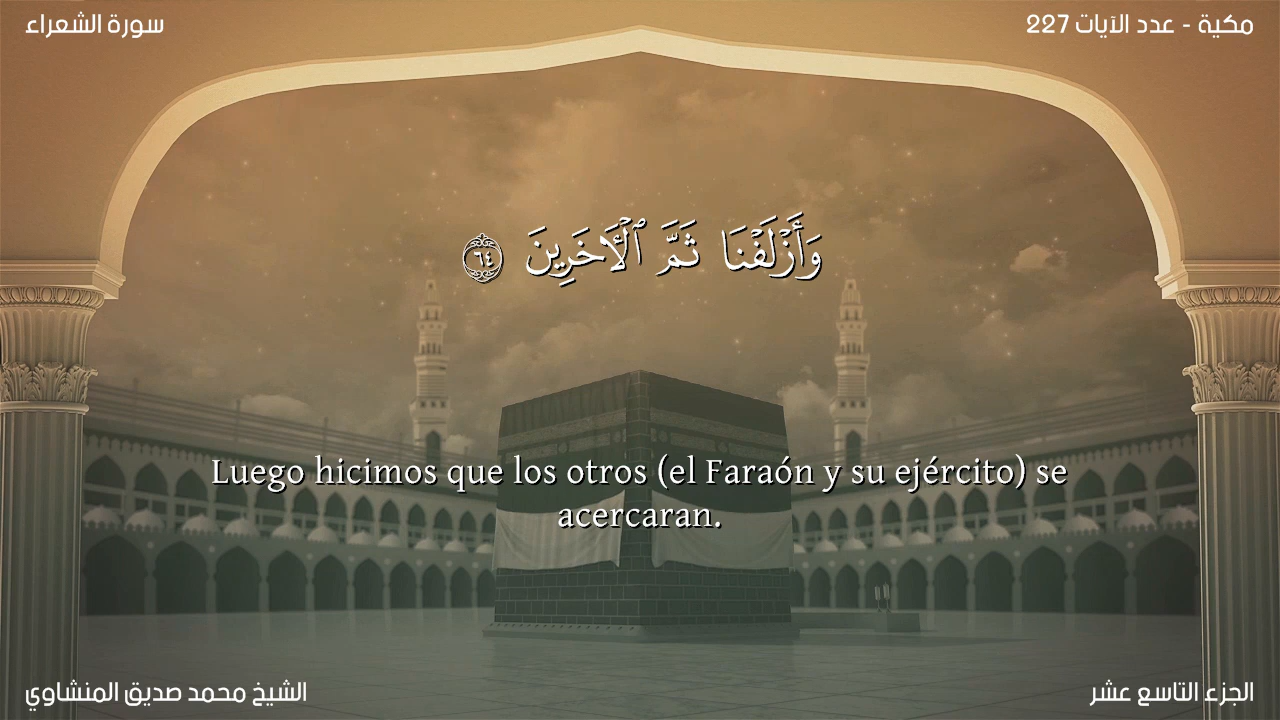 سورة الشعراء
مكية - عدد الآيات 227
وَأَزْلَفْنَا ثَمَّ ٱلْآخَرِينَ ٦٤
Luego hicimos que los otros (el Faraón y su ejército) se
acercaran.
الشيخ محمد صديق المنشاوي
الجزء التاسع عشر